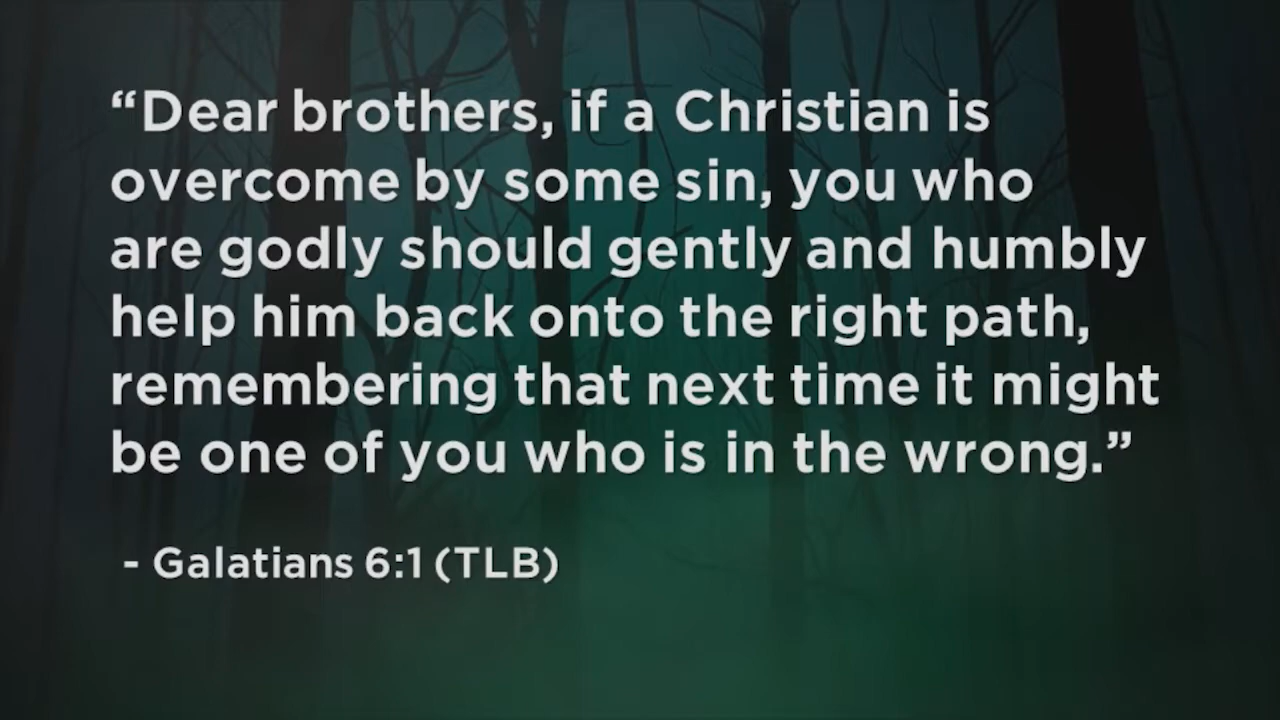 “Dear brothers, if a Christian is
overcome by some sin, you who
are godly should gently and humbly
help him back onto the right path,
remembering that next time it might
be one of you who is in the wrong.”
- Galatians 6:1 (TLB)